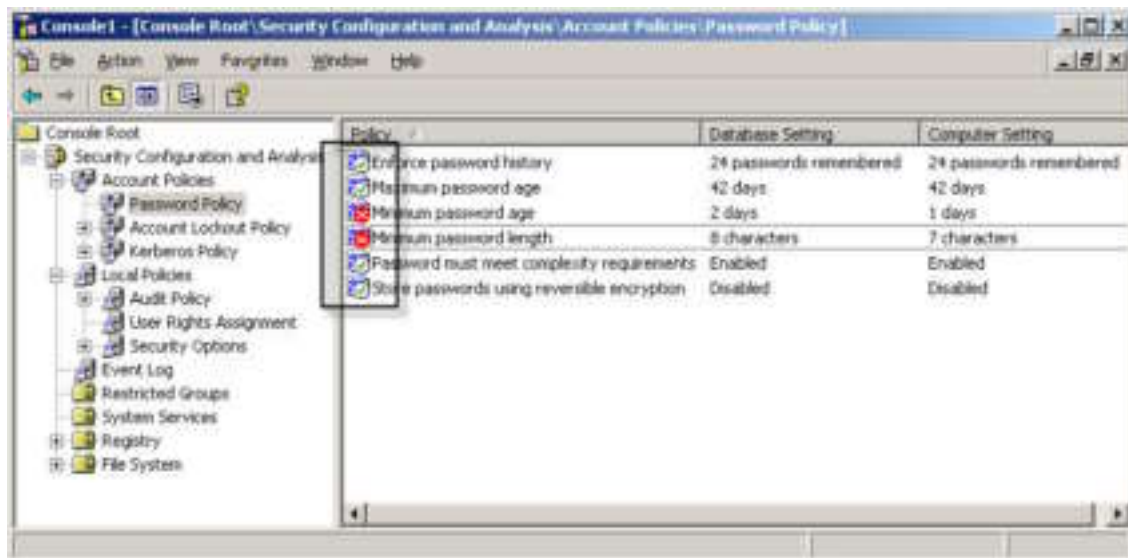 Console1 - [Console Root\Security Configuration and Analysis\Account Policies\Password Policy]
File Action View Favorites Window Help
Console Root
Security Configuration and Analysis
Account Policies
Password Policy
Account Lockout Policy
Kerberos Policy
Local Policies
Audit Policy
User Rights Assignment
Security Options
Event Log
Restricted Groups
System Services
Registry
File System
Policy Database Setting Computer Setting
Enforce password history 24 passwords remembered 24 passwords remembered
Maximum password age 42 days 42 days
Minimum password age 2 days 1 days
Minimum password length 8 characters 7 characters
Password must meet complexity requirements Enabled Enabled
Store passwords using reversible encryption Disabled Disabled